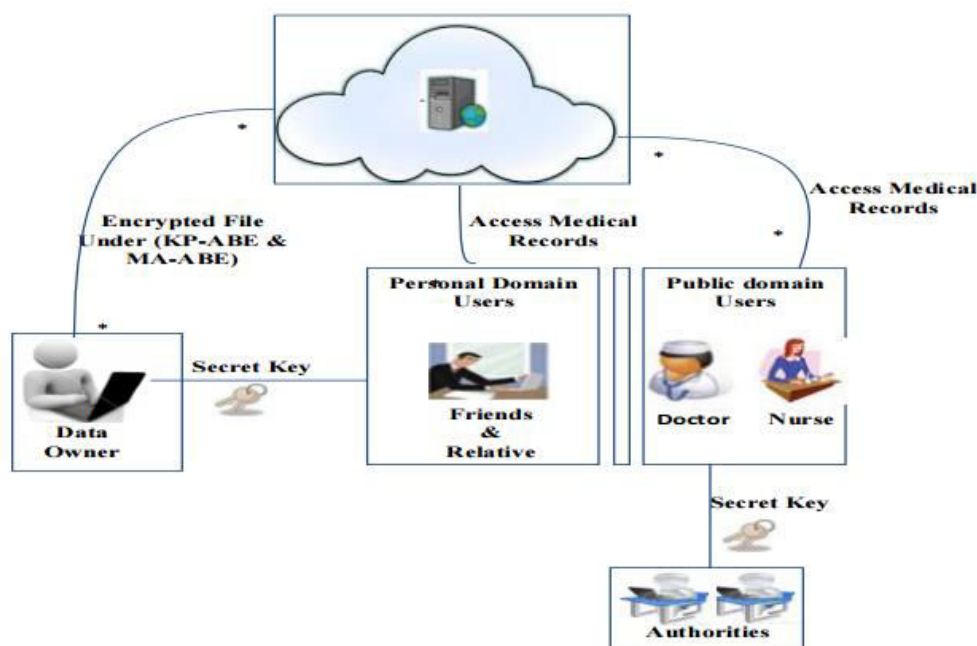 *
*
Access Medical
Records
Encrypted File
Under (KP-ABE &
MA-ABE)
Access Medical
Records
*
*
Personal Domain
Users
*
Public domain
Users
*
Secret Key
Data
Owner
Friends
&
Relative
Doctor
Nurse
Secret Key
Authorities